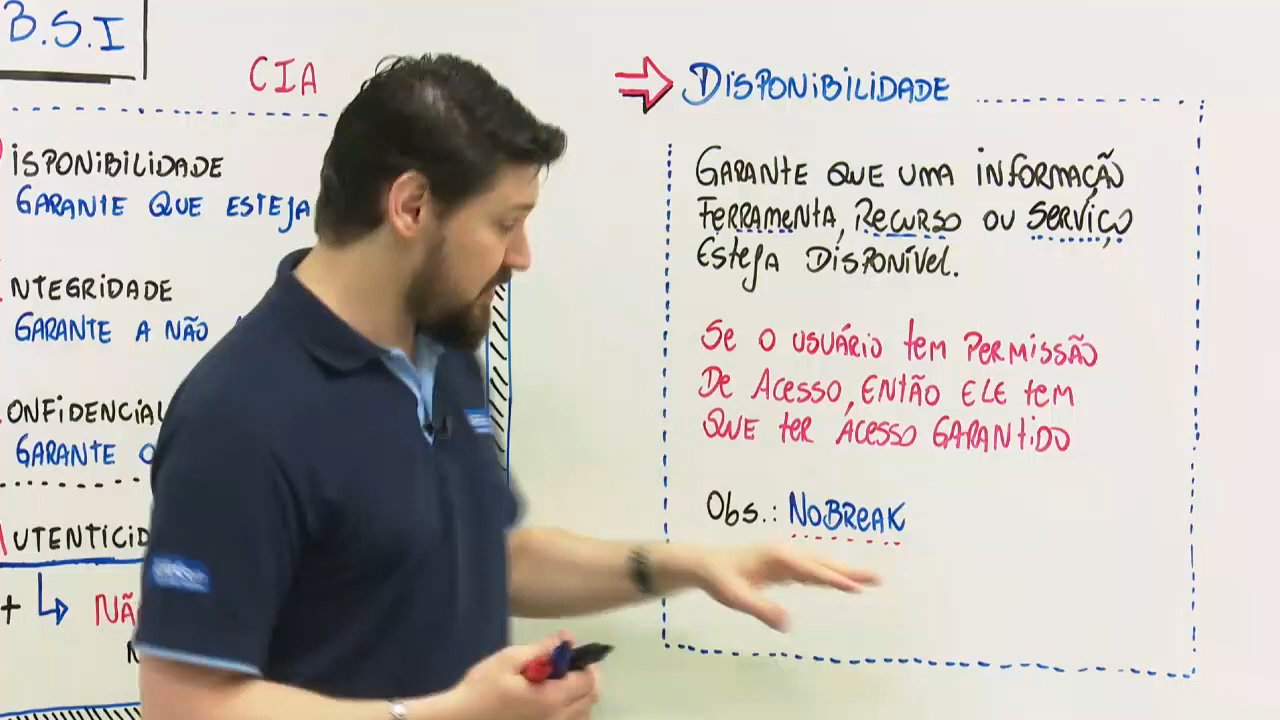 B.S.I
CIA
ISPONIBILIDADE
GARANTE QUE ESTEJA
NTEGRIDADE
GARANTE A NÃO
ONFIDENCIAL
GARANTE O
AUTENTICID
+ NÃ
DISPONIBILIDADE
GARANTE QUE UMA INFORMAÇÃO
FERRAMENTA, RECURSO OU SERVIÇO
ESTEJA DISPONÍVEL.
SE O USUÁRIO TEM PERMISSÃO
DE ACESSO, ENTÃO ELE TEM
QUE TER ACESSO GARANTIDO
Obs.: NOBREAK